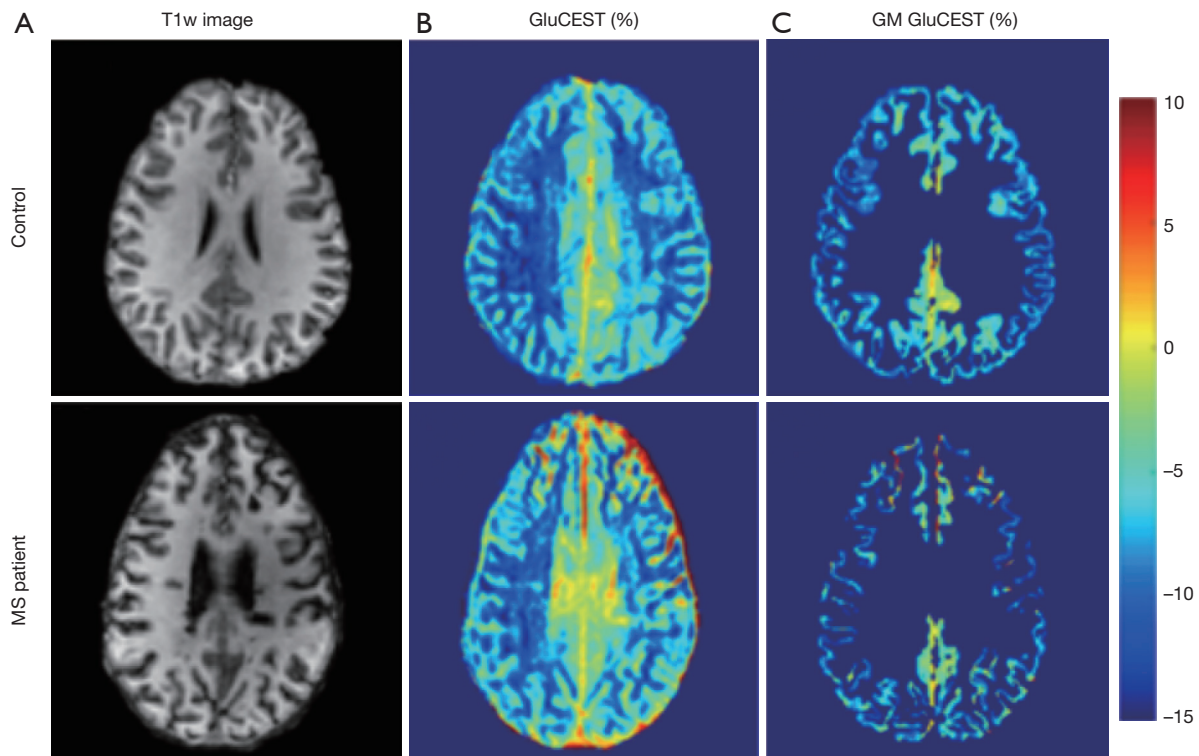 A
T1w image
B
GluCEST (%)
C
GM GluCEST (%)
Control
MS patient
10
5
0
−5
−10
−15